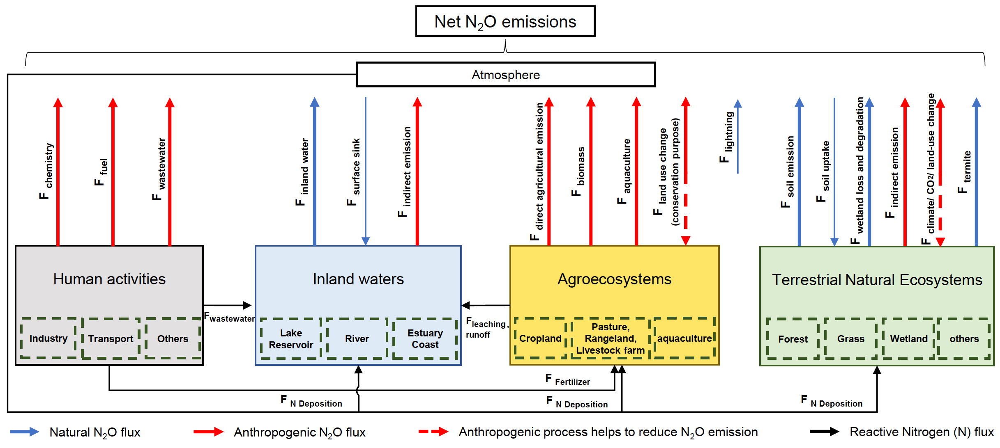 Net N₂O emissions
Atmosphere
F chemistry
F fuel
F wastewater
F inland water
F surface sink
F indirect emission
F direct agricultural emission
F biomass
F aquaculture
F land use change
(conservation purpose)
F lightning
F soil emission
F soil uptake
F wetland loss and degradation
F indirect emission
F climate/ CO2/ land-use change
F termite
Human activities
Industry
Transport
Others
F wastewater
Inland waters
Lake
Reservoir
River
Estuary
Coast
F leaching,
runoff
Agroecosystems
Cropland
Pasture,
Rangeland,
Livestock farm
aquaculture
Terrestrial Natural Ecosystems
Forest
Grass
Wetland
others
F Fertilizer
F N Deposition
F N Deposition
F N Deposition
Natural N₂O flux
Anthropogenic N₂O flux
Anthropogenic process helps to reduce N₂O emission
Reactive Nitrogen (N) flux